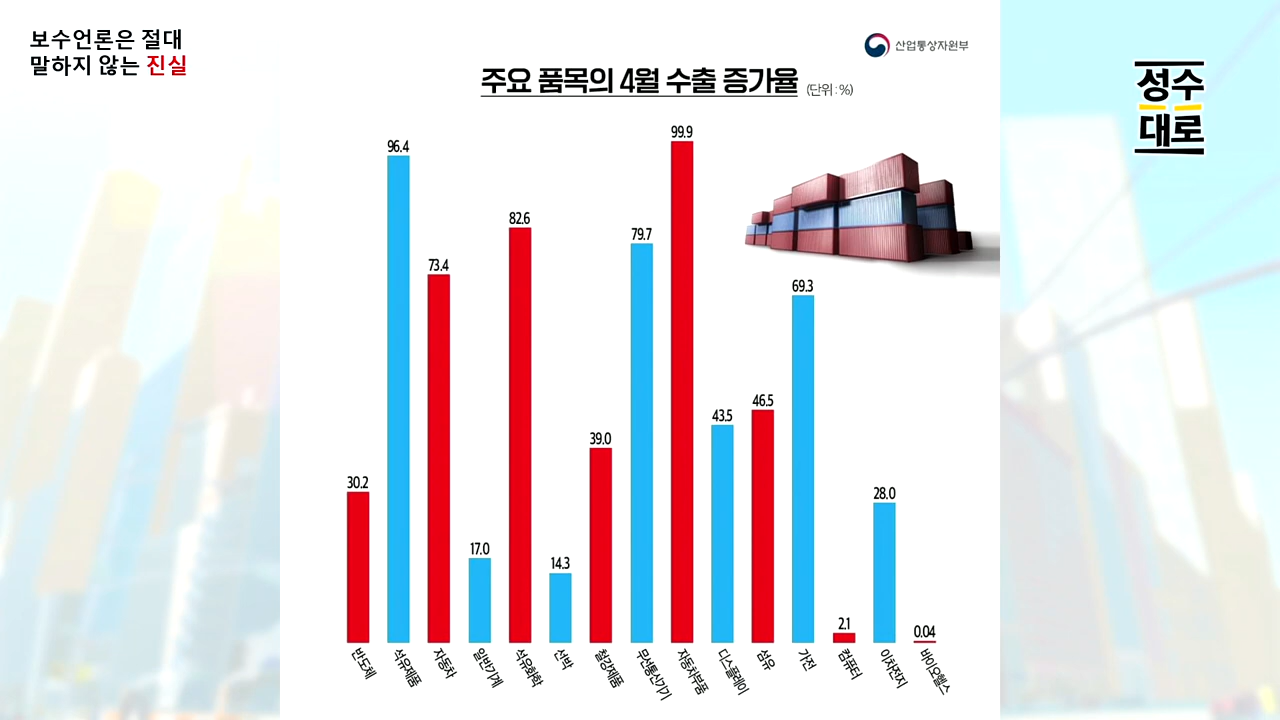 보수언론은 절대
말하지 않는 진실
산업통상자원부
주요 품목의 4월 수출 증가율 (단위 : %)
성수
대로
30.2
96.4
73.4
17.0
82.6
14.3
39.0
79.7
99.9
43.5
46.5
69.3
2.1
28.0
0.04
반도체
석유제품
자동차
일반기계
석유화학
선박
철강제품
무선통신기기
자동차부품
디스플레이
섬유
가전
컴퓨터
이차전지
바이오헬스